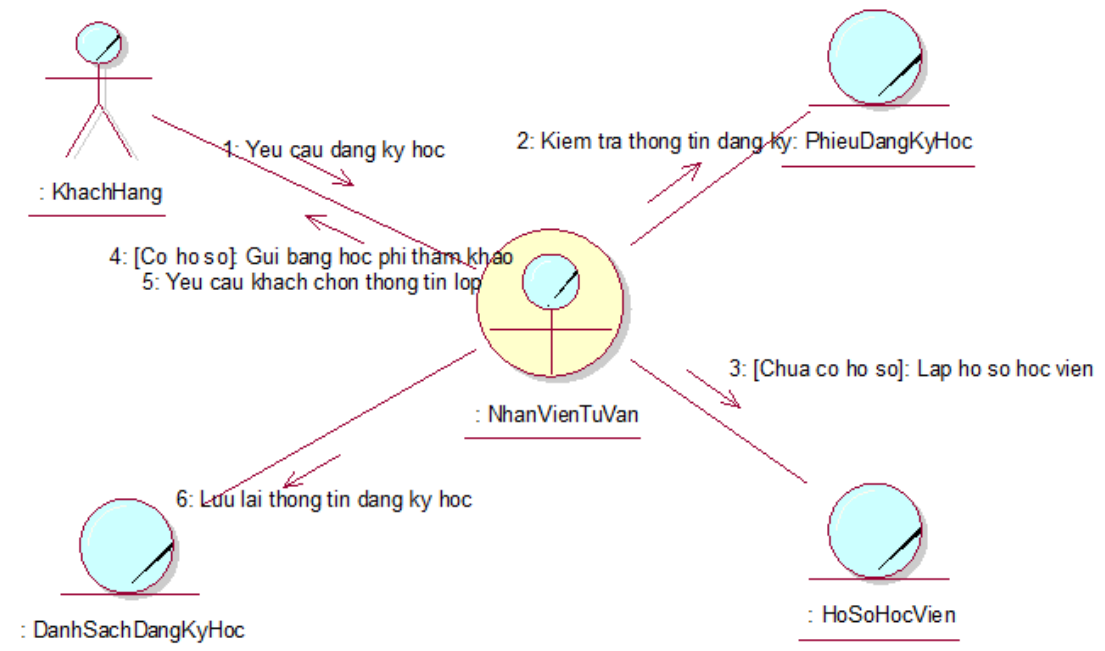 1: Yeu cau dang ky hoc
2: Kiem tra thong tin dang ky
: PhieuDangKyHoc
: KhachHang
4: [Co ho so]: Gui bang hoc phi tham khao
5: Yeu cau khach chon thong tin lop
3: [Chua co ho so]: Lap ho so hoc vien
: NhanVienTuVan
6: Luu lai thong tin dang ky hoc
: HoSoHocVien
: DanhSachDangKyHoc